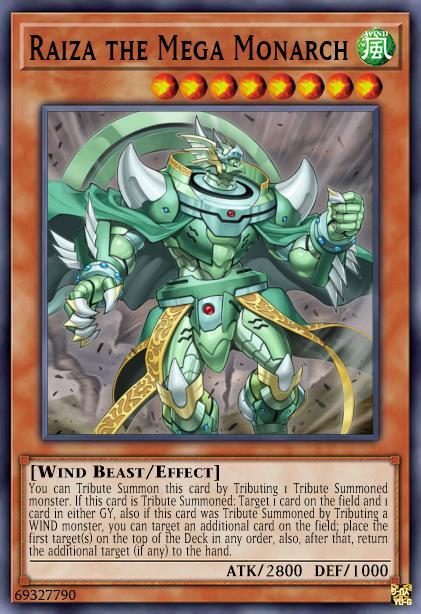 RAIZA THE MEGA MONARCH
WIND
風
[WIND BEAST/EFFECT]
You can Tribute Summon this card by Tributing 1 Tribute Summoned
monster. If this card is Tribute Summoned: Target 1 card on the field and 1
card in either GY, also if this card was Tribute Summoned by Tributing a
WIND monster, you can target an additional card on the field; place the
first target(s) on the top of the Deck in any order, also, after that, return
the additional target (if any) to the hand.
ATK/2800 DEF/1000
69327790